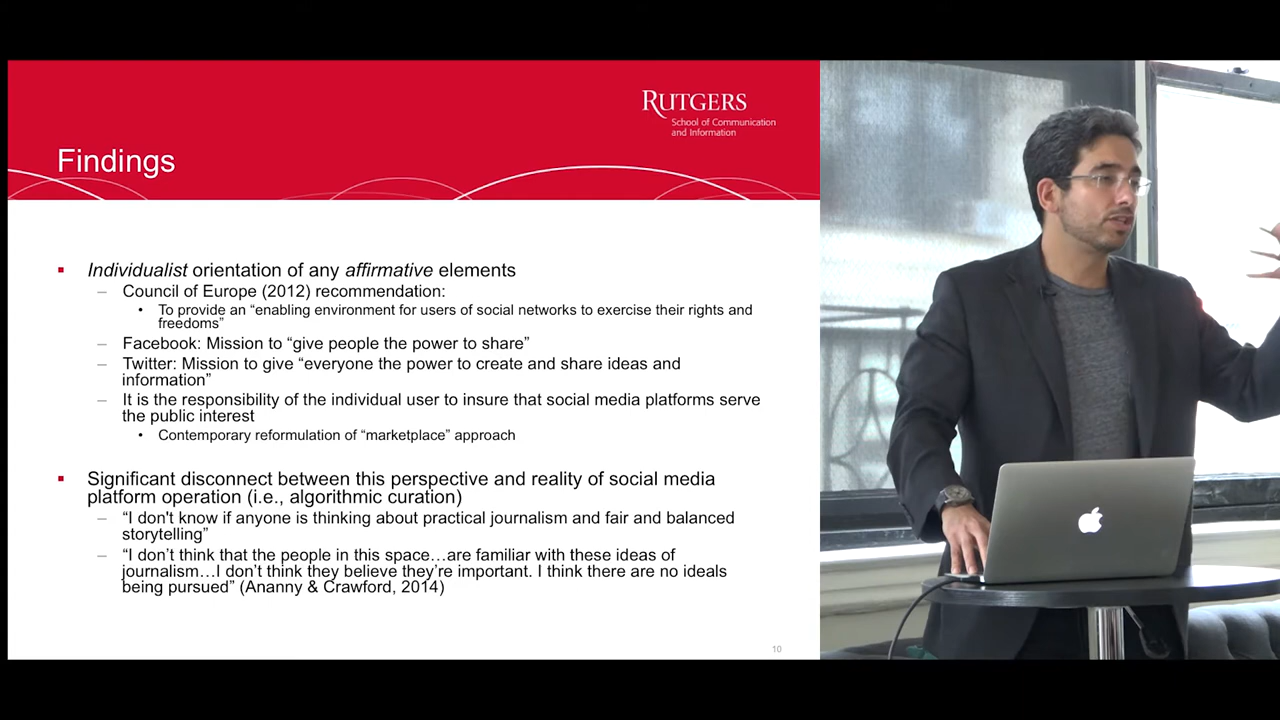 RUTGERS
School of Communication
and Information
Findings
▪ Individualist orientation of any affirmative elements
– Council of Europe (2012) recommendation:
• To provide an “enabling environment for users of social networks to exercise their rights and
freedoms”
– Facebook: Mission to “give people the power to share”
– Twitter: Mission to give “everyone the power to create and share ideas and
information”
– It is the responsibility of the individual user to insure that social media platforms serve
the public interest
• Contemporary reformulation of “marketplace” approach
▪ Significant disconnect between this perspective and reality of social media
platform operation (i.e., algorithmic curation)
– “I don't know if anyone is thinking about practical journalism and fair and balanced
storytelling”
– “I don’t think that the people in this space…are familiar with these ideas of
journalism…I don’t think they believe they’re important. I think there are no ideals
being pursued” (Ananny & Crawford, 2014)
10